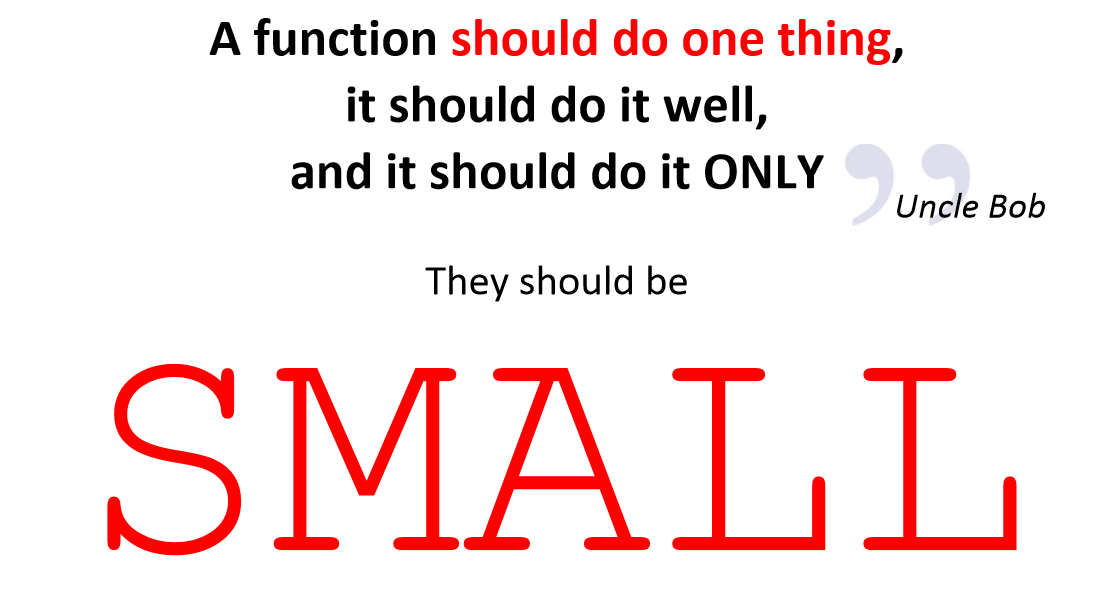 A function should do one thing,
it should do it well,
and it should do it ONLY
”
Uncle Bob
They should be
SMALL